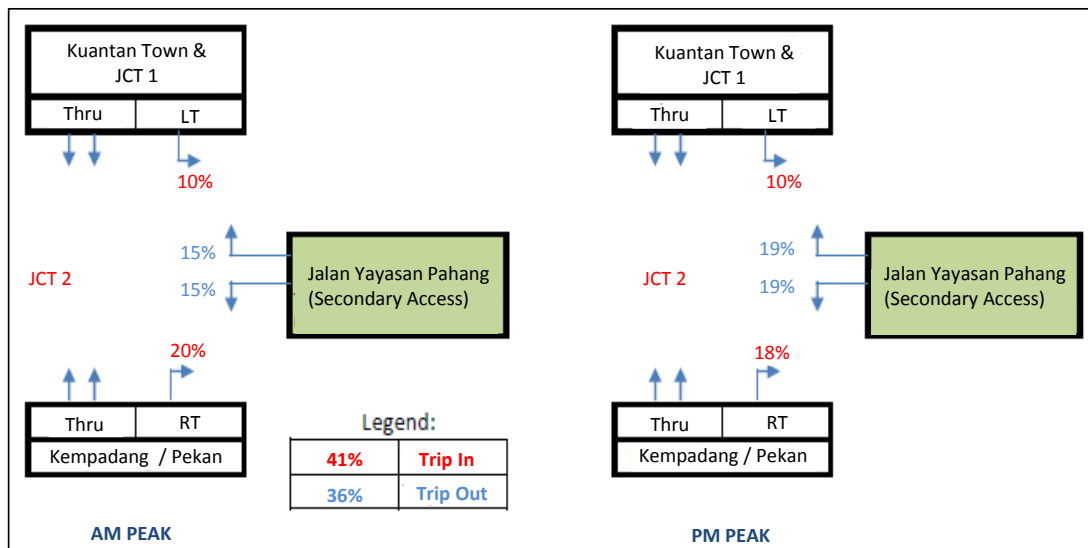 Kuantan Town &
JCT 1
Thru LT
10%
15%
15%
JCT 2
Jalan Yayasan Pahang
(Secondary Access)
20%
Thru RT
Kempadang / Pekan
AM PEAK
Legend:
41% Trip In
36% Trip Out
Kuantan Town &
JCT 1
Thru LT
10%
19%
19%
JCT 2
Jalan Yayasan Pahang
(Secondary Access)
18%
Thru RT
Kempadang / Pekan
PM PEAK